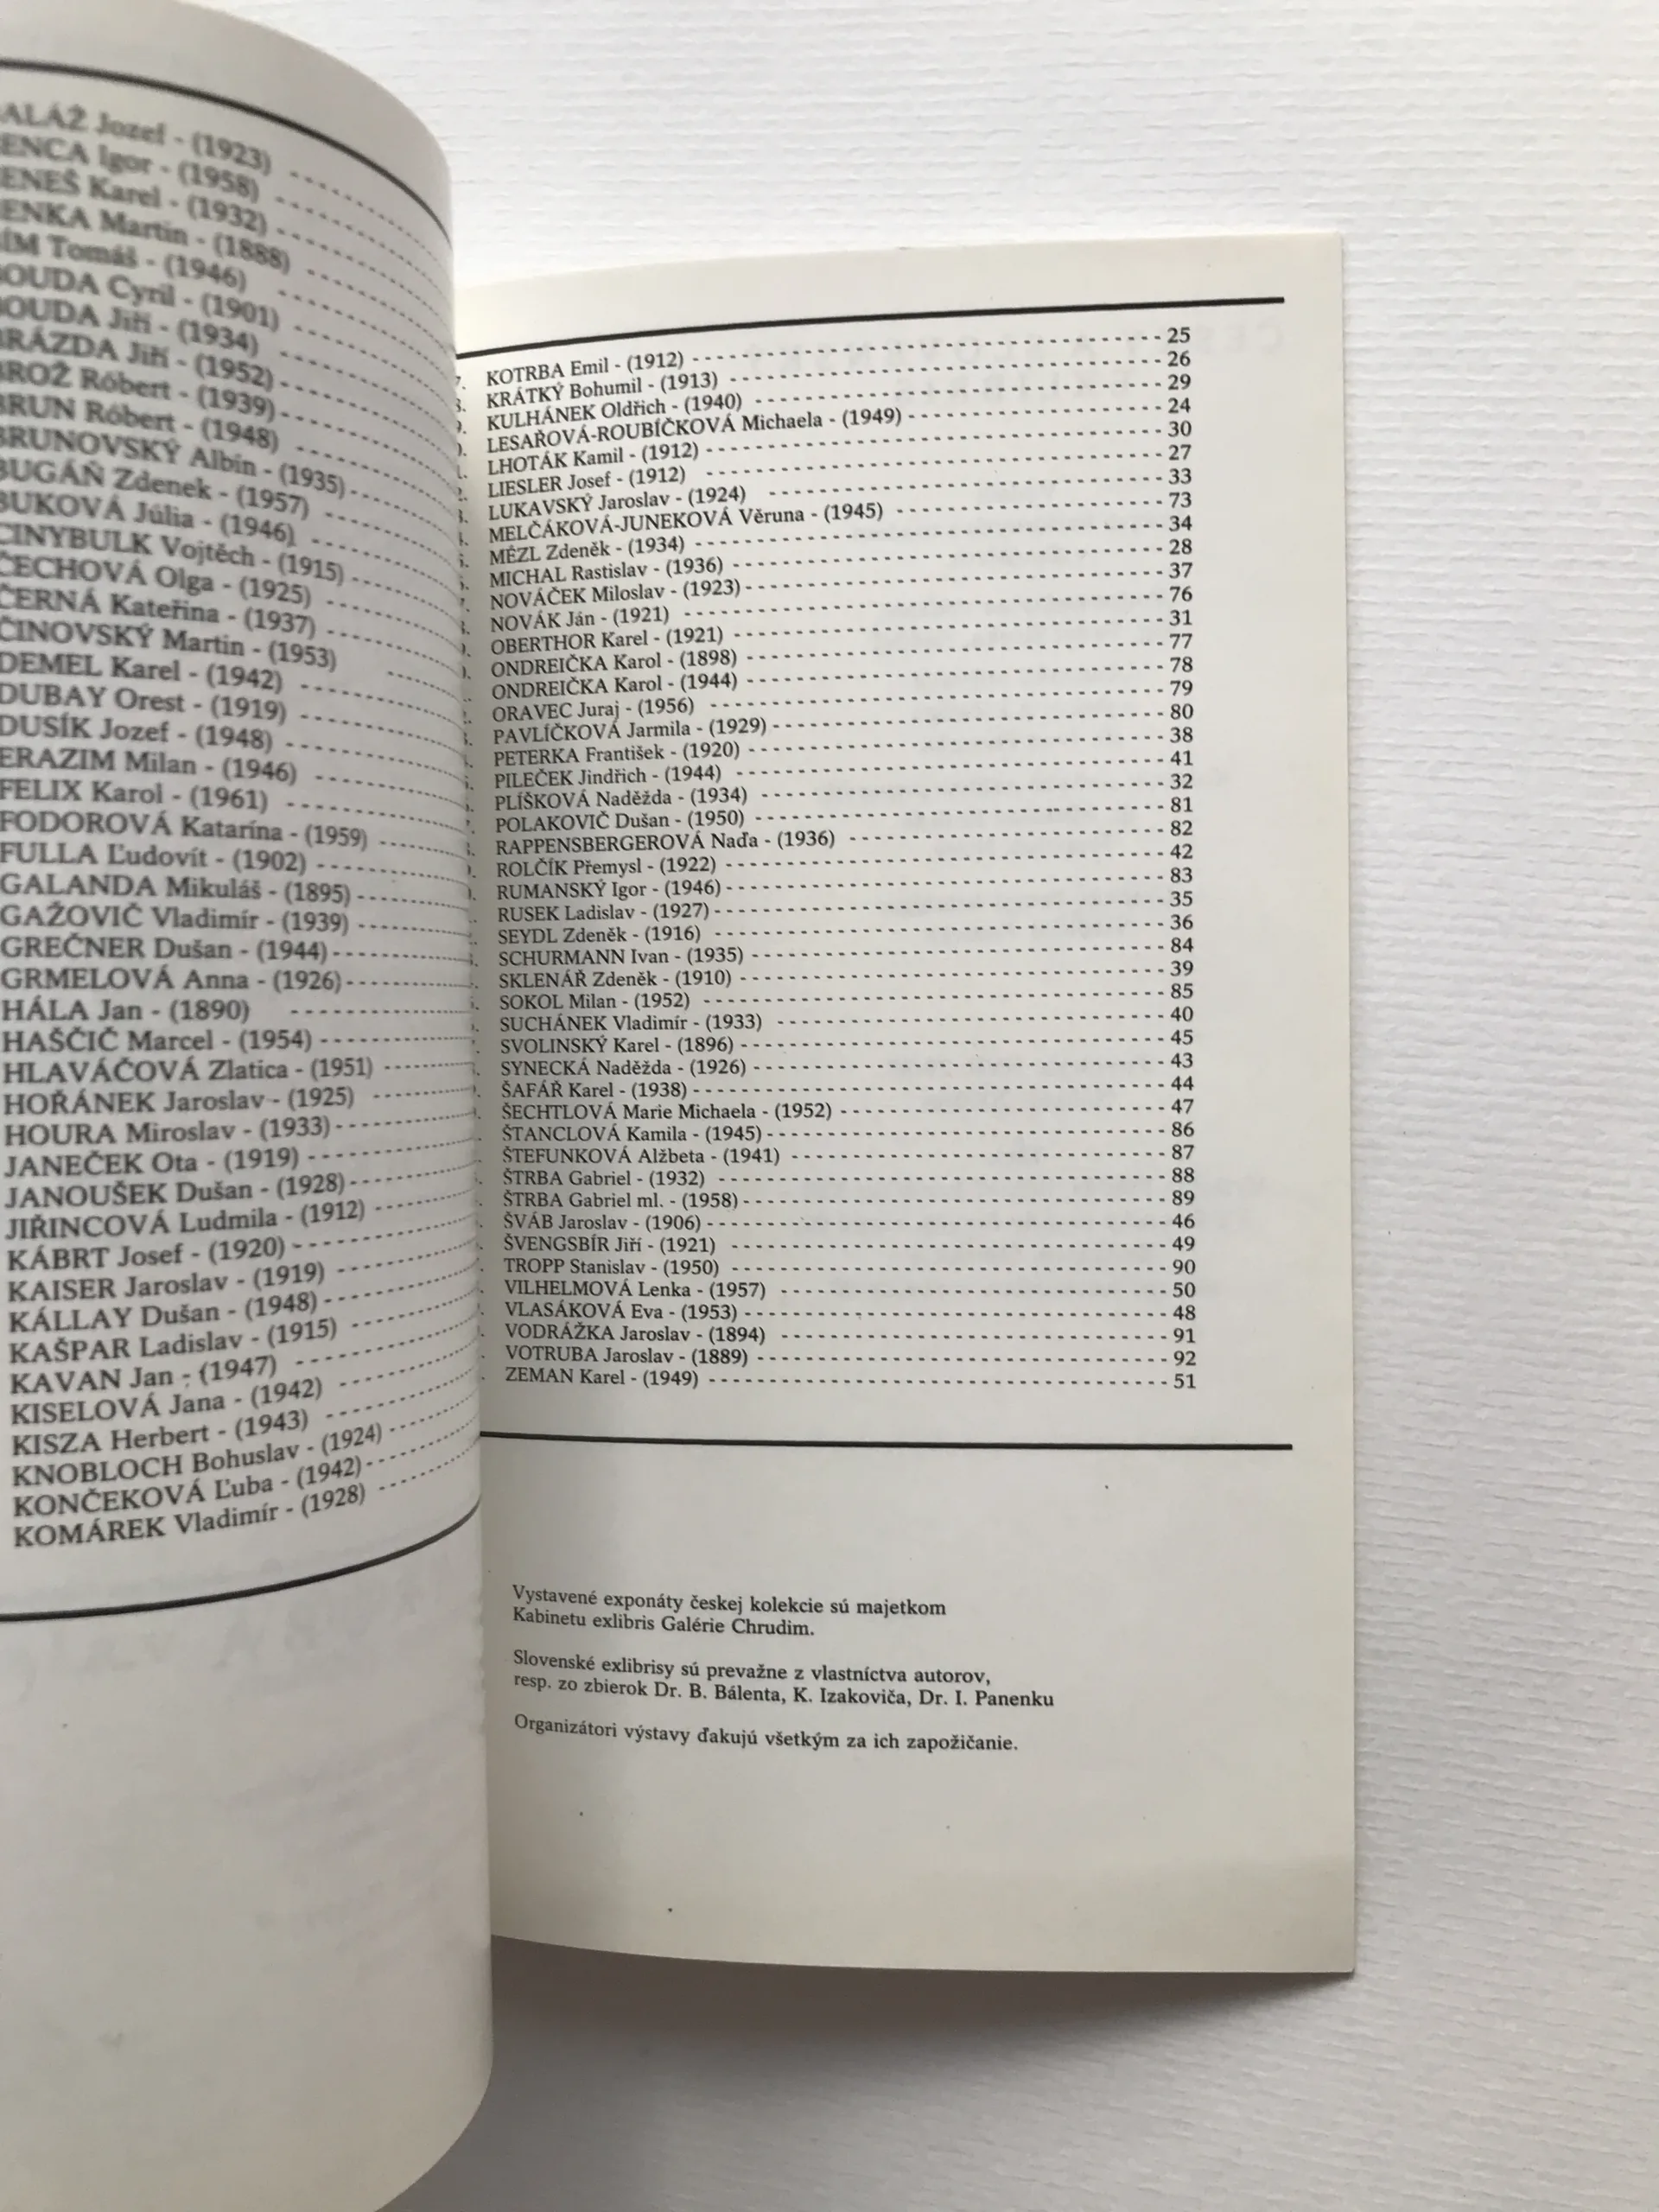 ALÁŽ Jozef - (1923)
ENCA Igor - (1958)
ENEŠ Karel - (1932)
ENKA Martin - (1888)
ÍM Tomáš - (1946)
OUDA Cyril - (1901)
OUDA Jiří - (1934)
RÁZDA Jiří - (1952)
ROŽ Róbert - (1939)
BRUN Róbert - (1948)
BRUNOVSKÝ Albín - (1935)
BUGÁŇ Zdenek - (1957)
BUKOVÁ Júlia - (1946)
CINYBULK Vojtěch - (1915)
ČECHOVÁ Olga - (1925)
ČERNÁ Kateřina - (1937)
ČINOVSKÝ Martin - (1953)
DEMEL Karel - (1942)
DUBAY Orest - (1919)
DUSÍK Jozef - (1948)
ERAZIM Milan - (1946)
FELIX Karol - (1961)
FODOROVÁ Katarína - (1959)
FULLA Ľudovít - (1902)
GALANDA Mikuláš - (1895)
GAŽOVIČ Vladimír - (1939)
GREČNER Dušan - (1944)
GRMELOVÁ Anna - (1926)
HÁLA Jan - (1890)
HAŠČIČ Marcel - (1954)
HLAVÁČOVÁ Zlatica - (1951)
HOŘÁNEK Jaroslav - (1925)
HOURA Miroslav - (1933)
JANEČEK Ota - (1919)
JANOUŠEK Dušan - (1928)
JIŘINCOVÁ Ludmila - (1912)
KÁBRT Josef - (1920)
KAISER Jaroslav - (1919)
KÁLLAY Dušan - (1948)
KAŠPAR Ladislav - (1915)
KAVAN Jan - (1947)
KISELOVÁ Jana - (1942)
KISZA Herbert - (1943)
KNOBLOCH Bohuslav - (1924)
KONČEKOVÁ Ľuba - (1942)
KOMÁREK Vladimír - (1928)
KOTRBA Emil - (1912) 25
KRÁTKÝ Bohumil - (1913) 26
KULHÁNEK Oldřich - (1940) 29
LESAŘOVÁ-ROUBÍČKOVÁ Michaela - (1949) 24
LHOTÁK Kamil - (1912) 30
LIESLER Josef - (1912) 27
LUKAVSKÝ Jaroslav - (1924) 33
MELČÁKOVÁ-JUNEKOVÁ Věruna - (1945) 73
MĚZL Zdeněk - (1934) 34
MICHAL Rastislav - (1936) 28
NOVÁČEK Miloslav - (1923) 37
NOVÁK Ján - (1921) 76
OBERTHOR Karel - (1921) 31
ONDREIČKA Karol - (1898) 77
ONDREIČKA Karol - (1944) 78
ORAVEC Juraj - (1956) 79
PAVLÍČKOVÁ Jarmila - (1929) 80
PETERKA František - (1920) 38
PILEČEK Jindřich - (1944) 41
PLÍŠKOVÁ Naděžda - (1934) 32
POLAKOVIČ Dušan - (1950) 81
RAPPENSBERGEROVÁ Naďa - (1936) 82
ROLČÍK Přemysl - (1922) 42
RUMANSKÝ Igor - (1946) 83
RUSEK Ladislav - (1927) 35
SEYDL Zdeněk - (1916) 36
SCHURMANN Ivan - (1935) 84
SKLENÁŘ Zdeněk - (1910) 39
SOKOL Milan - (1952) 85
SUCHÁNEK Vladimír - (1933) 40
SVOLINSKÝ Karel - (1896) 45
SYNECKÁ Naděžda - (1926) 43
ŠAFÁŘ Karel - (1938) 44
ŠECHTLOVÁ Marie Michaela - (1952) 47
ŠTANCLOVÁ Kamila - (1945) 86
ŠTEFUNKOVÁ Alžbeta - (1941) 87
ŠTRBA Gabriel - (1932) 88
ŠTRBA Gabriel ml. - (1958) 89
ŠVÁB Jaroslav - (1906) 46
ŠVENGSBÍR Jiří - (1921) 49
TROPP Stanislav - (1950) 90
VILHELMOVÁ Lenka - (1957) 50
VLASÁKOVÁ Eva - (1953) 48
VODRÁŽKA Jaroslav - (1894) 91
VOTRUBA Jaroslav - (1889) 92
ZEMAN Karel - (1949) 51
Vystavené exponáty českej kolekcie sú majetkom
Kabinetu exlibris Galérie Chrudim.
Slovenské exlibrisy sú prevažne z vlastníctva autorov,
resp. zo zbierok Dr. B. Bálenta, K. Izakoviča, Dr. I. Panenku
Organizátori výstavy ďakujú všetkým za ich zapožičanie.